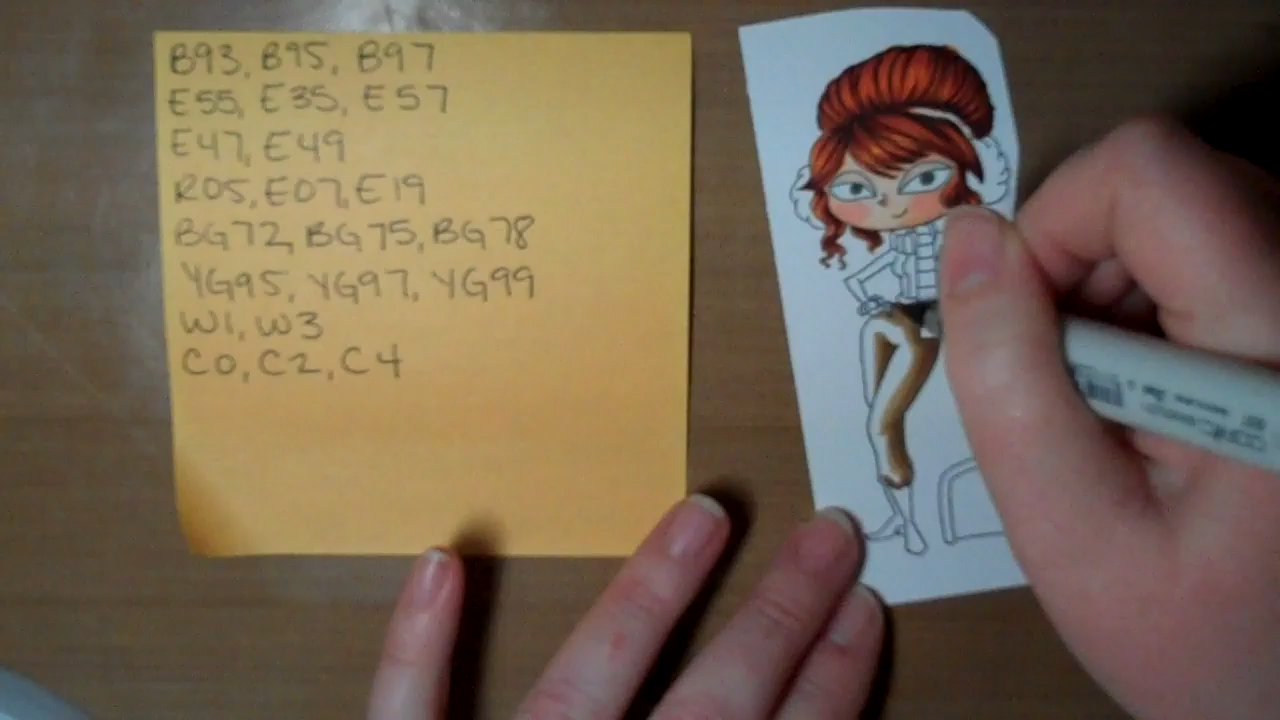 B93, B95, B97
E55, E35, E57
E47, E49
R05, E07, E19
BG72, BG75, BG78
YG95, YG97, YG99
W1, W3
C0, C2, C4
COPIC